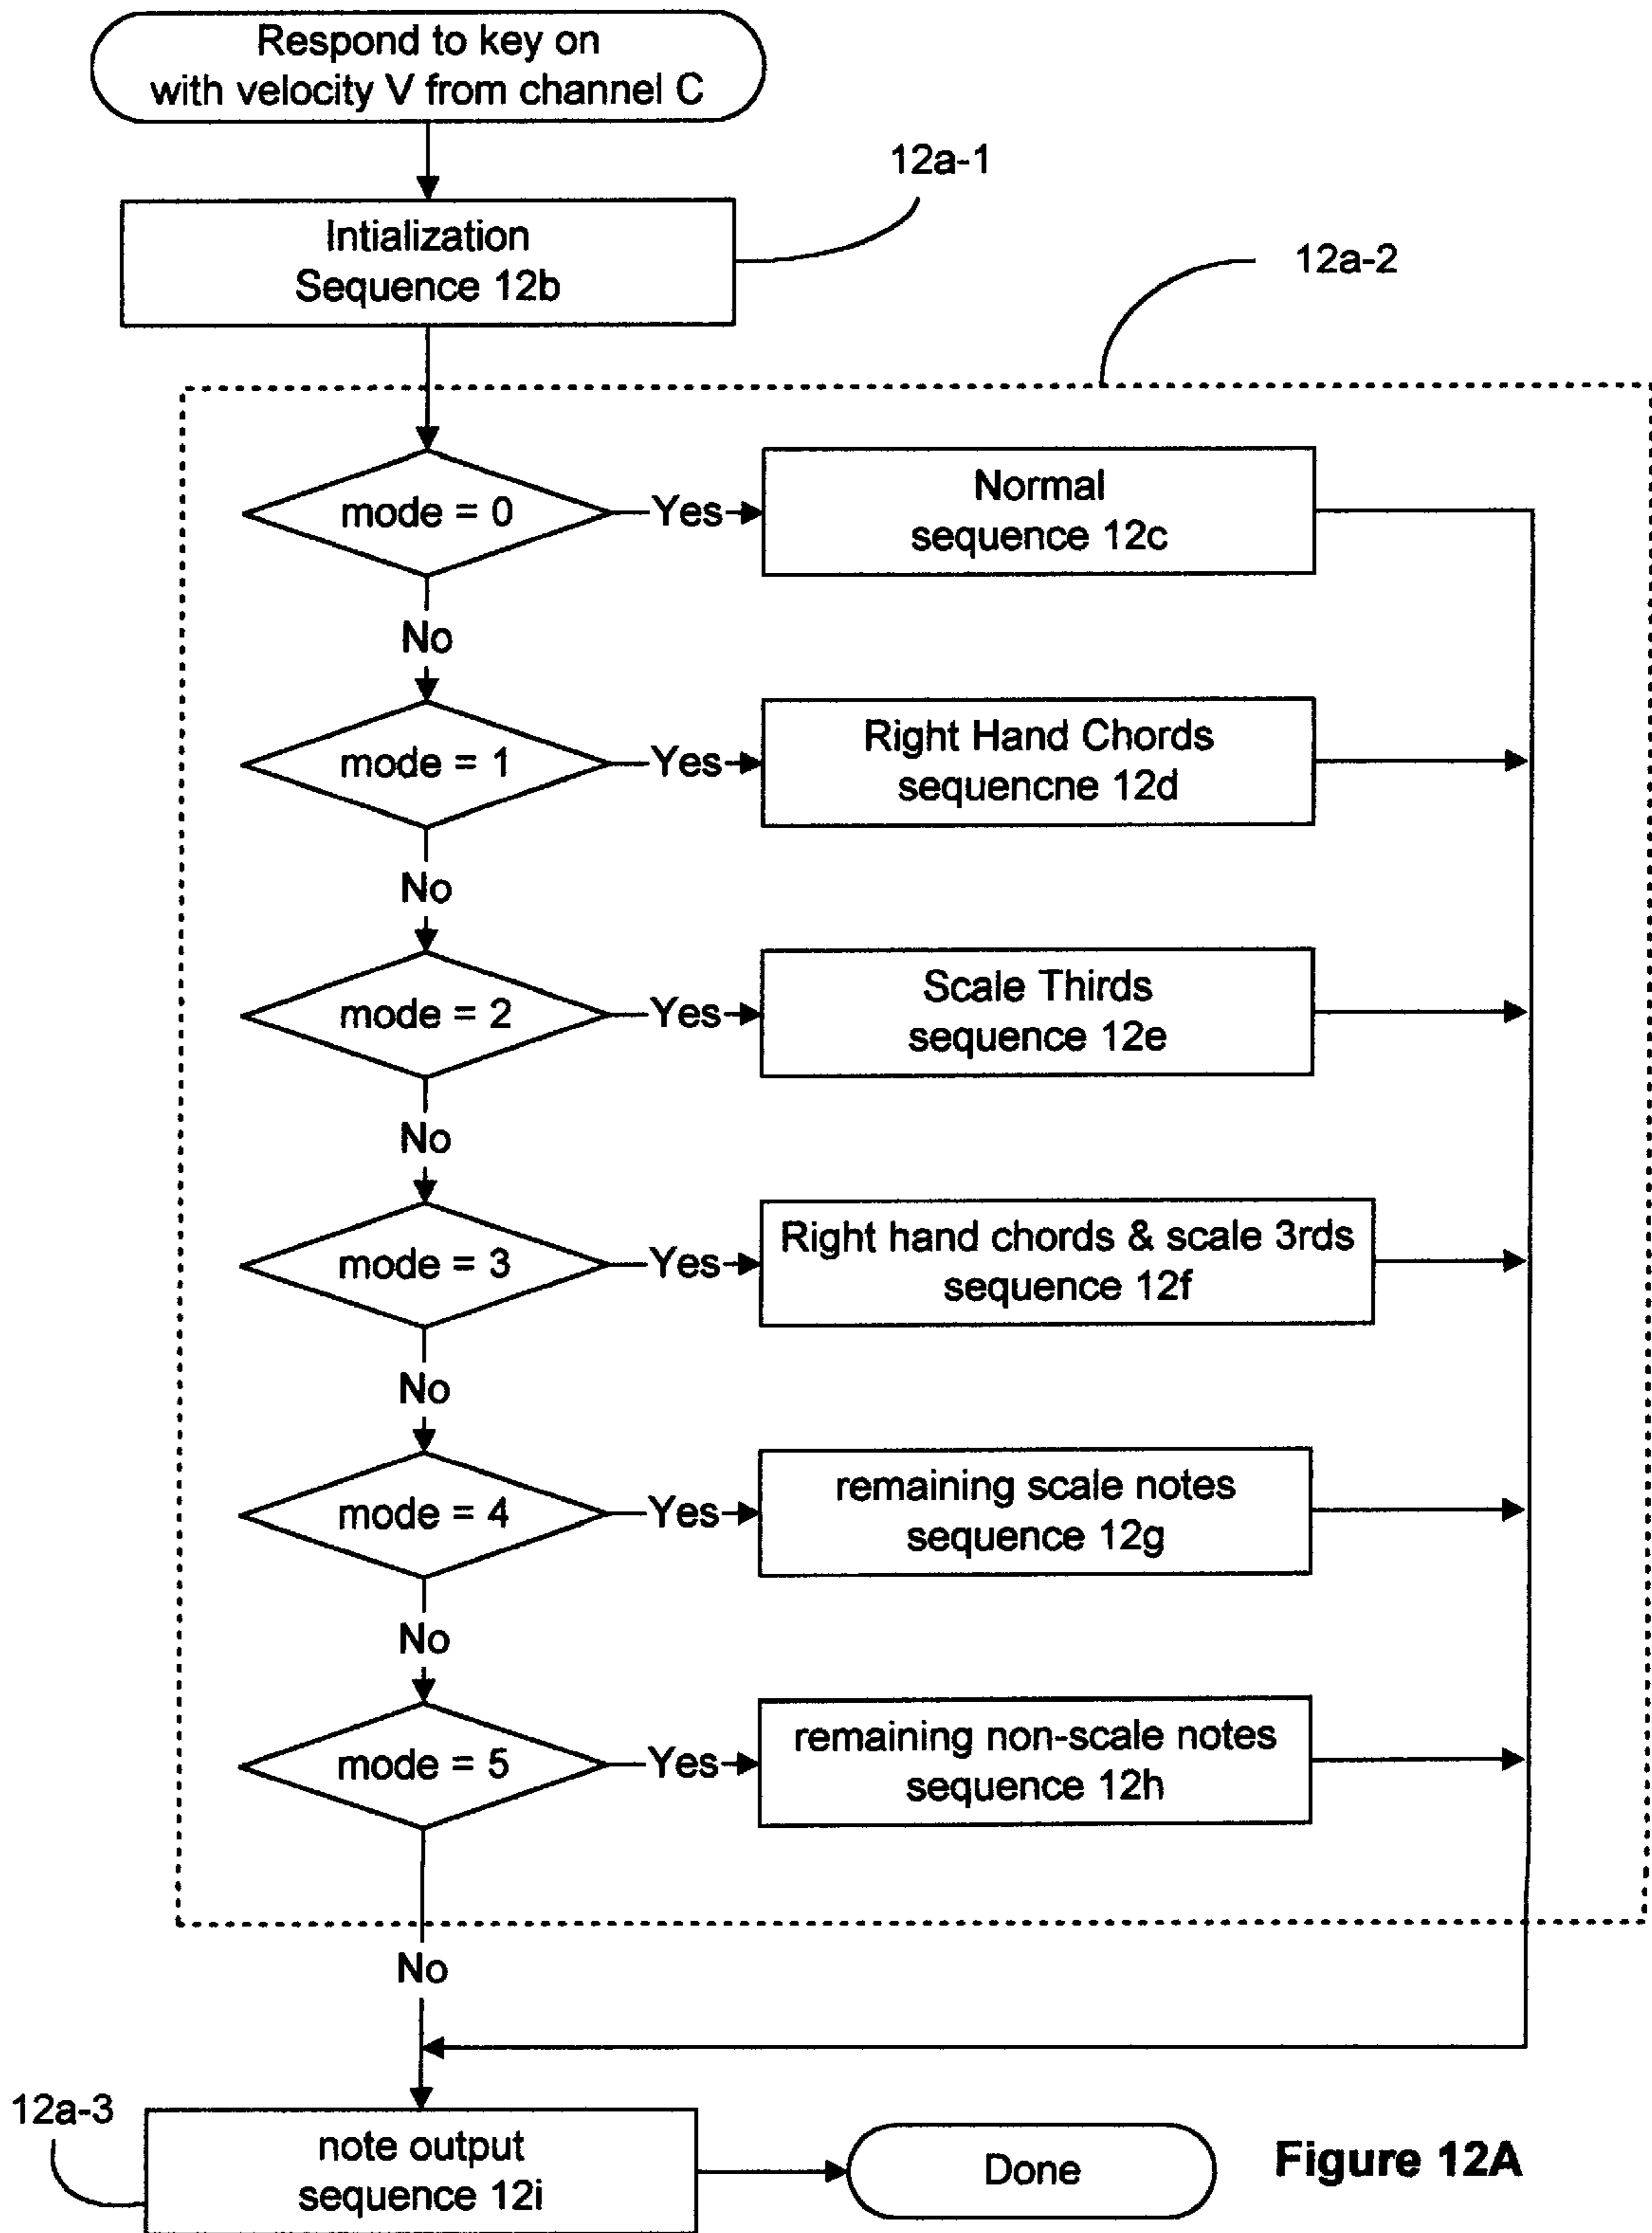 Respond to key on
with velocity V from channel C
12a-1
Intialization
Sequence 12b
12a-2
mode = 0
Yes
Normal
sequence 12c
No
mode = 1
Yes
Right Hand Chords
sequencne 12d
No
mode = 2
Yes
Scale Thirds
sequence 12e
No
mode = 3
Yes
Right hand chords & scale 3rds
sequence 12f
No
mode = 4
Yes
remaining scale notes
sequence 12g
No
mode = 5
Yes
remaining non-scale notes
sequence 12h
No
12a-3
note output
sequence 12i
Done
Figure 12A